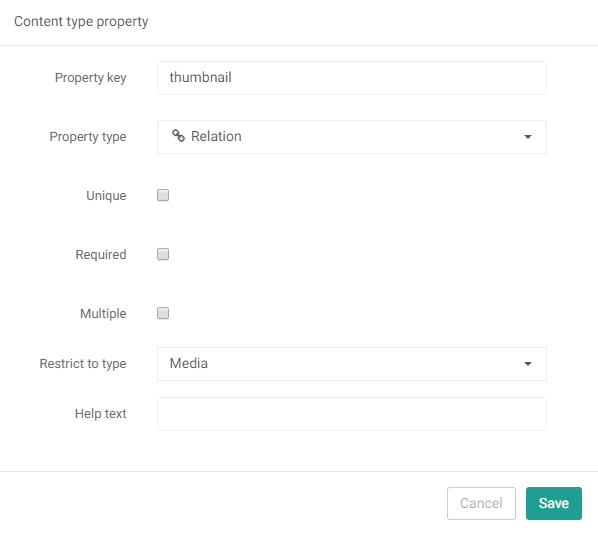 Content type property
Property key thumbnail
Property type Relation
Unique
Required
Multiple
Restrict to type Media
Help text
Cancel Save